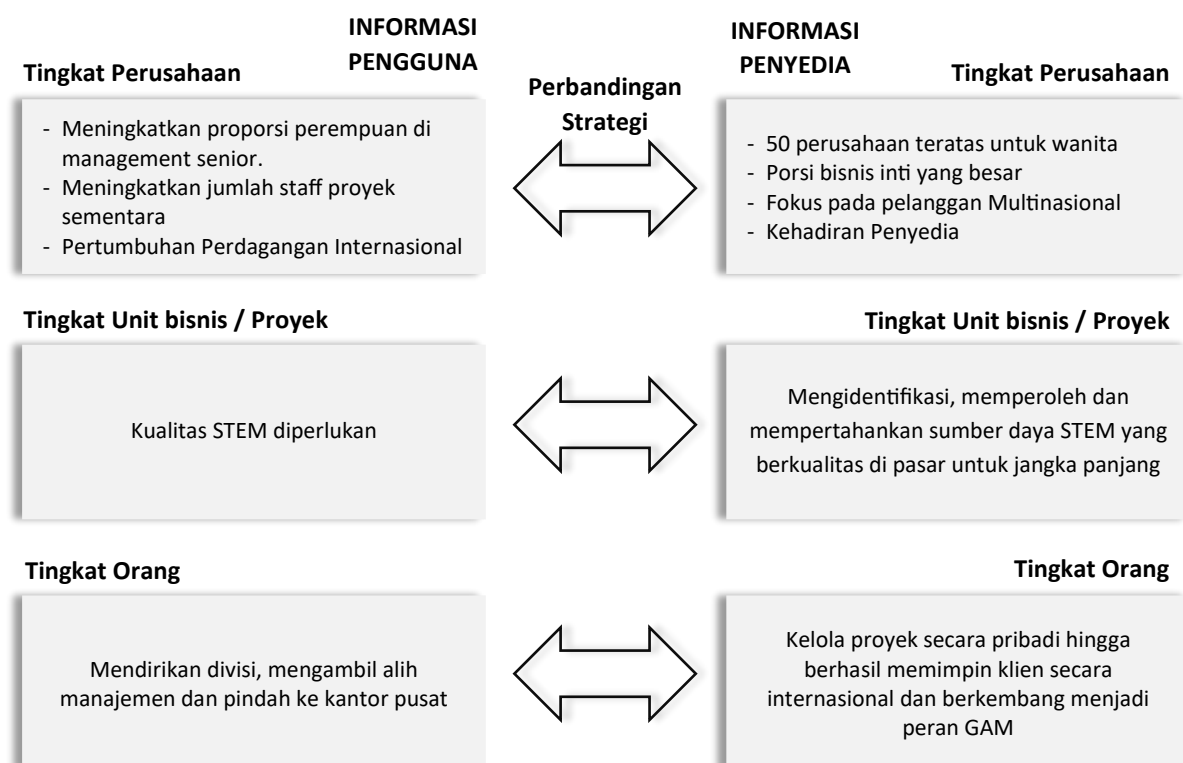 INFORMASI
PENGGUNA
INFORMASI
PENYEDIA
Tingkat Perusahaan
Tingkat Perusahaan
Perbandingan
Strategi
- Meningkatkan proporsi perempuan di
management senior.
- Meningkatkan jumlah staff proyek
sementara
- Pertumbuhan Perdagangan Internasional
- 50 perusahaan teratas untuk wanita
- Porsi bisnis inti yang besar
- Fokus pada pelanggan Multinasional
- Kehadiran Penyedia
Tingkat Unit bisnis / Proyek
Tingkat Unit bisnis / Proyek
Kualitas STEM diperlukan
Mengidentifikasi, memperoleh dan
mempertahankan sumber daya STEM yang
berkualitas di pasar untuk jangka panjang
Tingkat Orang
Tingkat Orang
Mendirikan divisi, mengambil alih
manajemen dan pindah ke kantor pusat
Kelola proyek secara pribadi hingga
berhasil memimpin klien secara
internasional dan berkembang menjadi
peran GAM